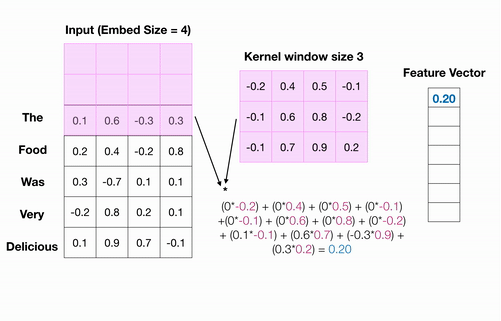 Input (Embed Size = 4)
Kernel window size 3
Feature Vector
-0.2 0.4 0.5 -0.1
0.20
-0.1 0.6 0.8 -0.2
The 0.1 0.6 -0.3 0.3
-0.1 0.7 0.9 0.2
Food 0.2 0.4 -0.2 0.8
Was 0.3 -0.7 0.1 0.1
*
(0*-0.2) + (0*0.4) + (0*0.5) + (0*-0.1)
Very -0.2 0.8 0.2 0.1
+(0*-0.1) + (0*0.6) + (0*0.8) + (0*-0.2)
+ (0.1*-0.1) + (0.6*0.7) + (-0.3*0.9) +
Delicious 0.1 0.9 0.7 -0.1
(0.3*0.2) = 0.20